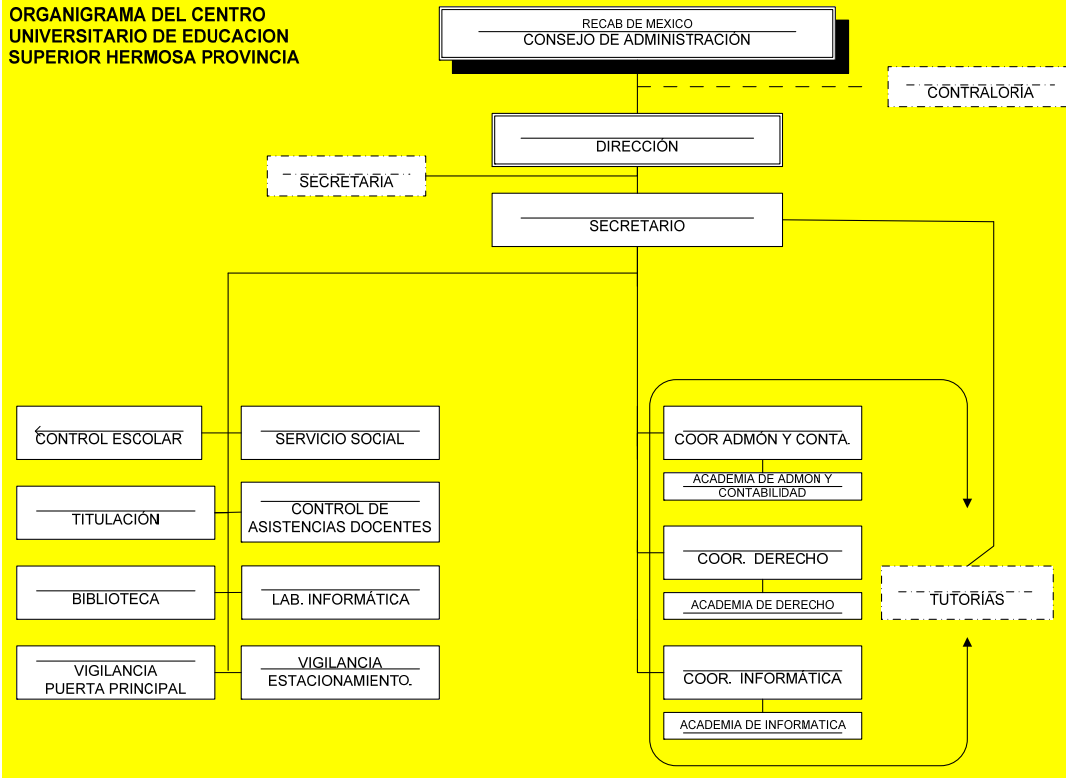 ORGANIGRAMA DEL CENTRO
UNIVERSITARIO DE EDUCACION
SUPERIOR HERMOSA PROVINCIA
RECAB DE MEXICO
CONSEJO DE ADMINISTRACIÓN
CONTRALORÍA
DIRECCIÓN
SECRETARIA
SECRETARIO
CONTROL ESCOLAR
SERVICIO SOCIAL
TITULACIÓN
CONTROL DE
ASISTENCIAS DOCENTES
BIBLIOTECA
LAB. INFORMÁTICA
VIGILANCIA
PUERTA PRINCIPAL
VIGILANCIA
ESTACIONAMIENTO.
COOR ADMÓN Y CONTA.
ACADEMIA DE ADMON Y
CONTABILIDAD
COOR. DERECHO
ACADEMIA DE DERECHO
COOR. INFORMÁTICA
ACADEMIA DE INFORMATICA
TUTORÍAS